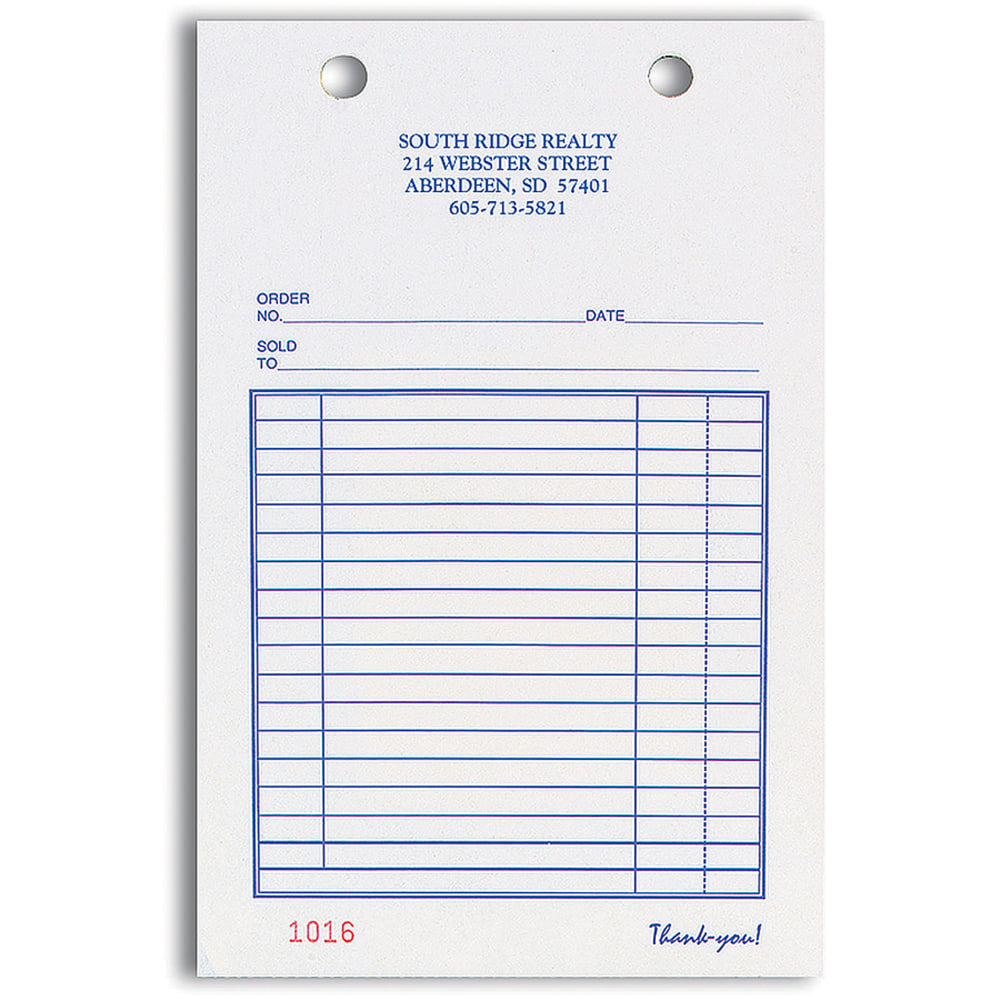 SOUTH RIDGE REALTY
214 WEBSTER STREET
ABERDEEN, SD 57401
605-713-5821
ORDER
NO. DATE
SOLD
TO
1016 Thank-you!